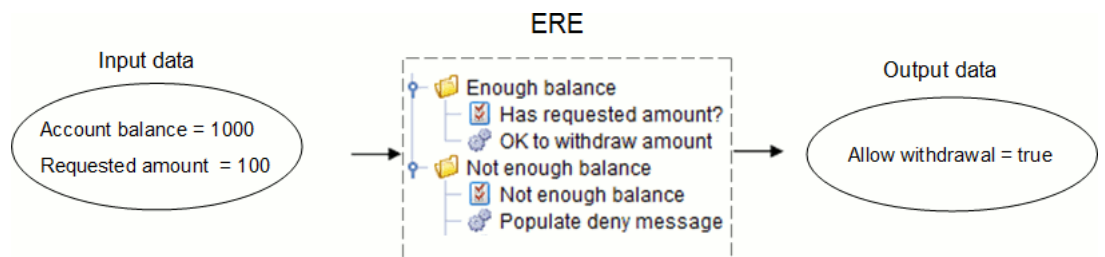 ERE
Input data
Account balance = 1000
Requested amount = 100
Enough balance
Has requested amount?
OK to withdraw amount
Not enough balance
Not enough balance
Populate deny message
Output data
Allow withdrawal = true